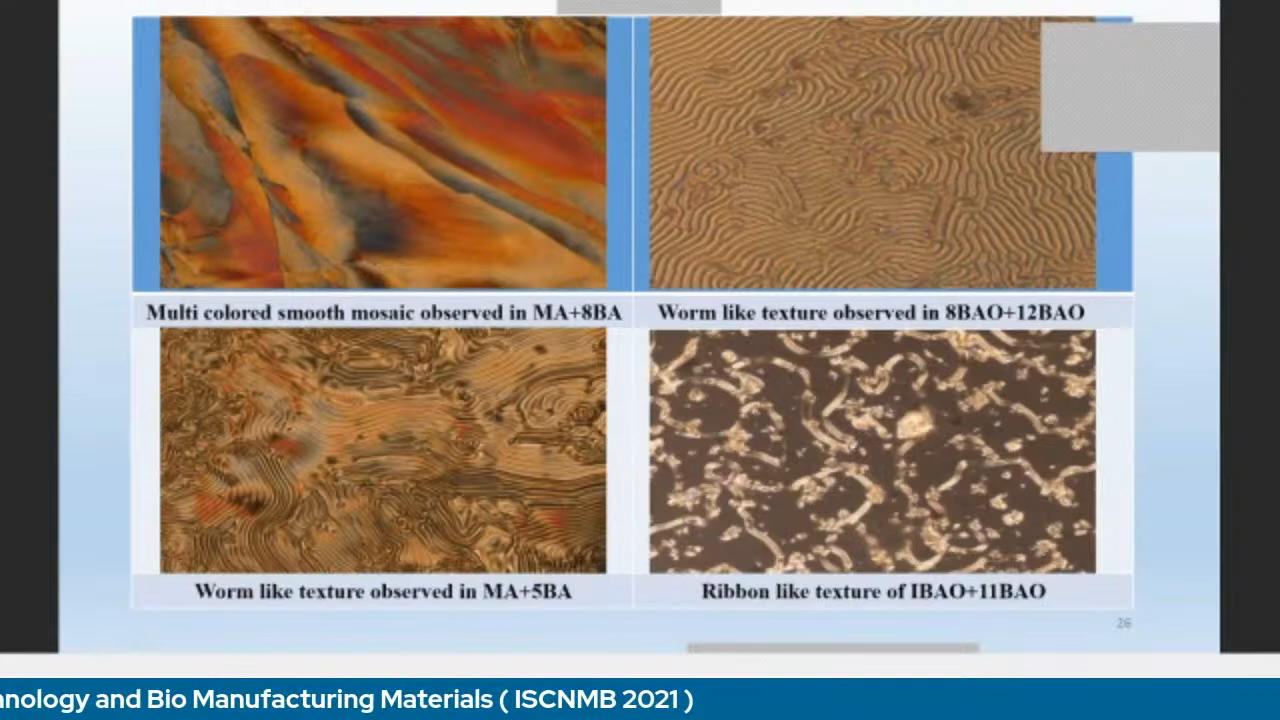 Multi colored smooth mosaic observed in MA+8BA
Worm like texture observed in 8BAO+12BAO
Worm like texture observed in MA+5BA
Ribbon like texture of IBAO+11BAO
26
nology and Bio Manufacturing Materials ( ISCNMB 2021 )